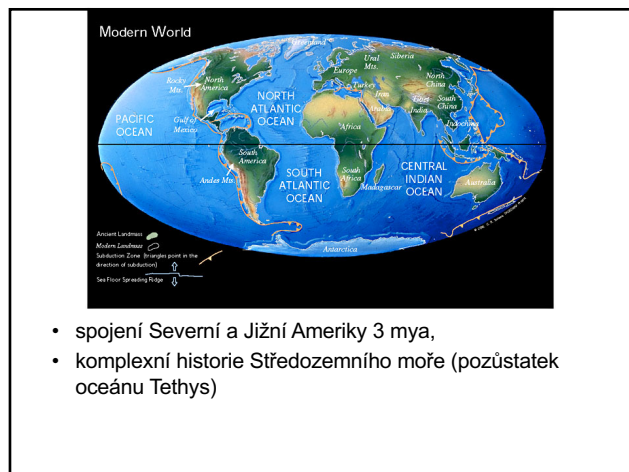 Modern World
Greenland
Siberia
Ural Mts.
Europe
Rocky Mts.
North America
North China
Turkey
Iran
Tibet
NORTH ATLANTIC OCEAN
Arabia
South China
India
PACIFIC OCEAN
Gulf of Mexico
Africa
Indochina
South America
CENTRAL INDIAN OCEAN
SOUTH ATLANTIC OCEAN
South Africa
Andes Mts.
Madagascar
Australia
Ancient Landmass
Modern Landmass
Subduction Zone (triangles point in the
direction of subduction)
Sea Floor Spreading Ridge
Antarctica
• spojení Severní a Jižní Ameriky 3 mya,
• komplexní historie Středozemního moře (pozůstatek
oceánu Tethys)